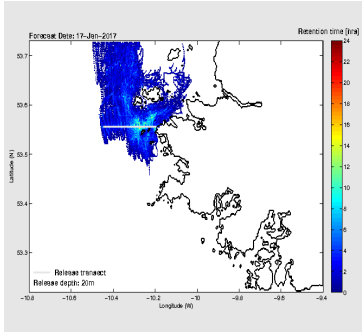 Forecast Date: 17-Jan-2017
Retention time [hrs]
24
22
20
18
16
14
12
10
8
6
4
2
0
53.7
53.6
53.5
53.4
53.3
Latitude (N)
Release transect
Release depth: 20m
-10.8 -10.6 -10.4 -10.2 -10 -9.8 -9.6 -9.4
Longitude (W)